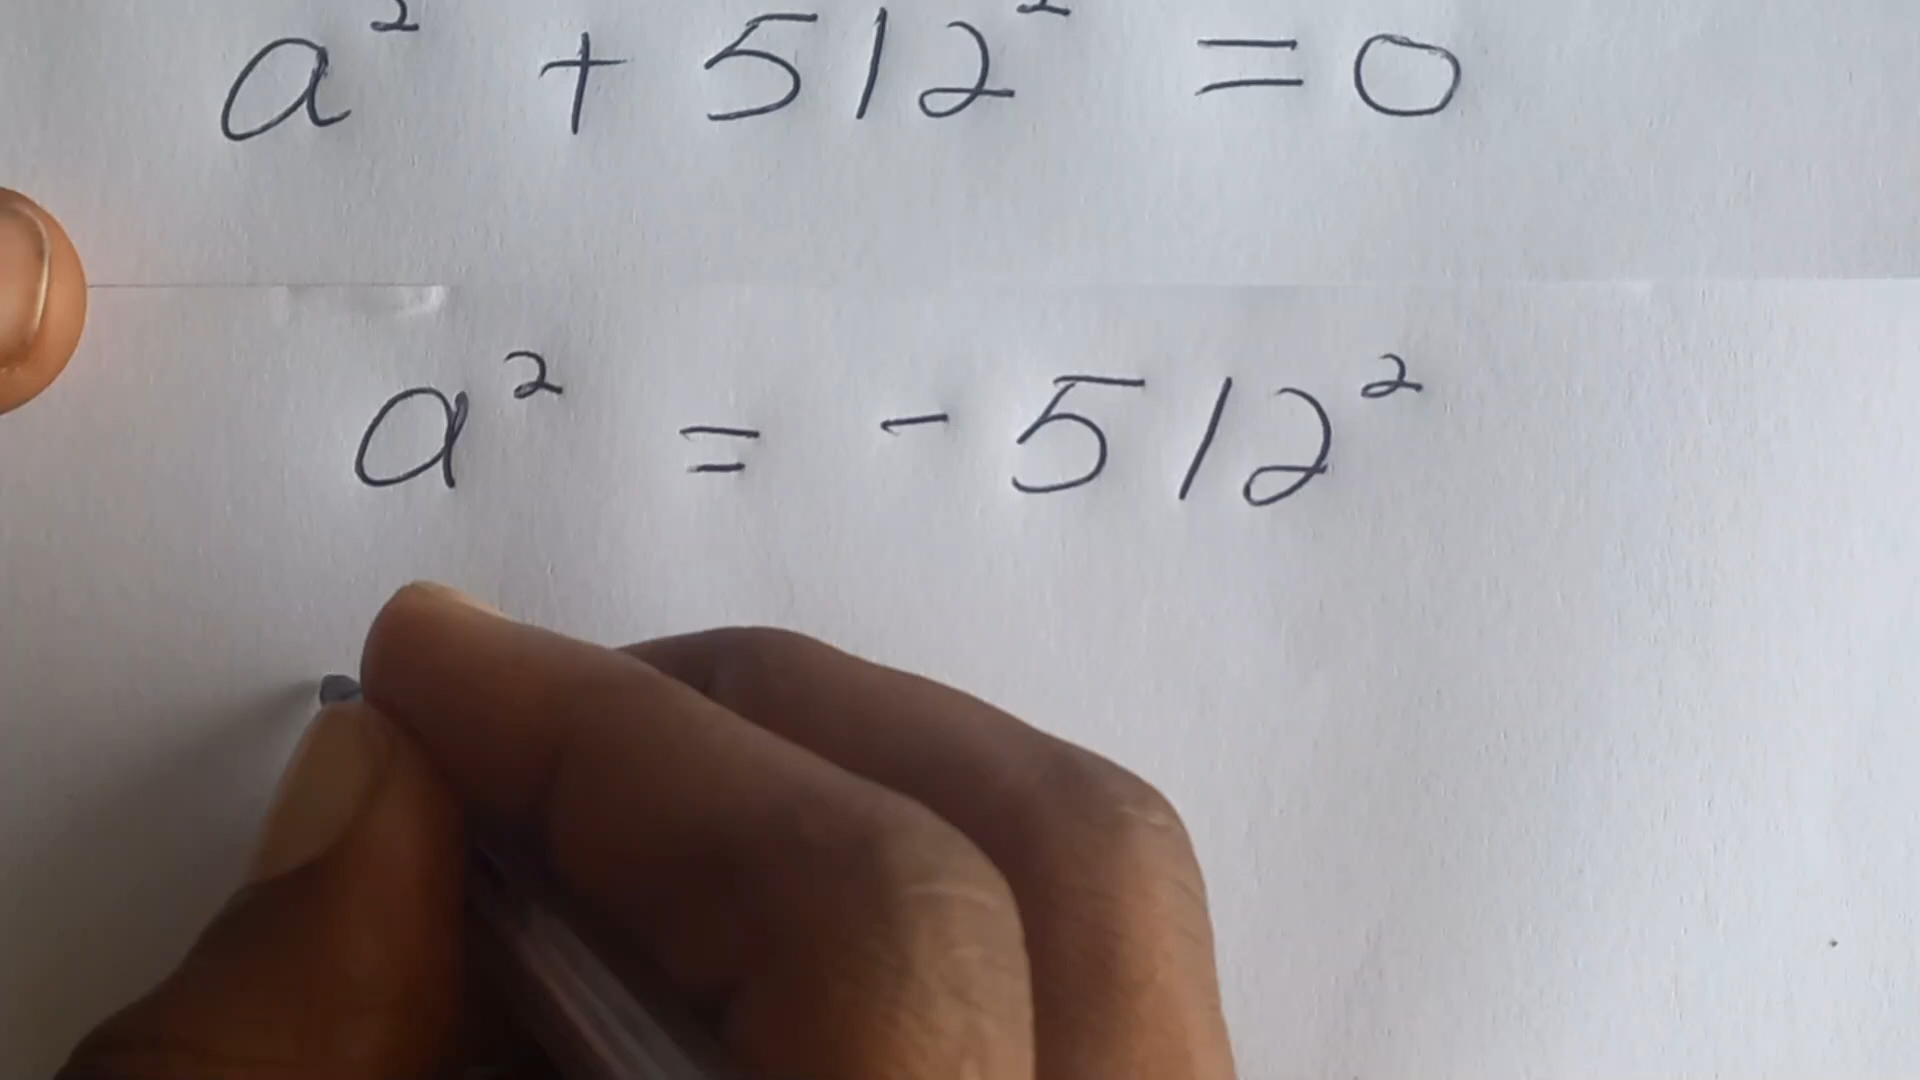 a² + 512² = 0
a² = - 512²